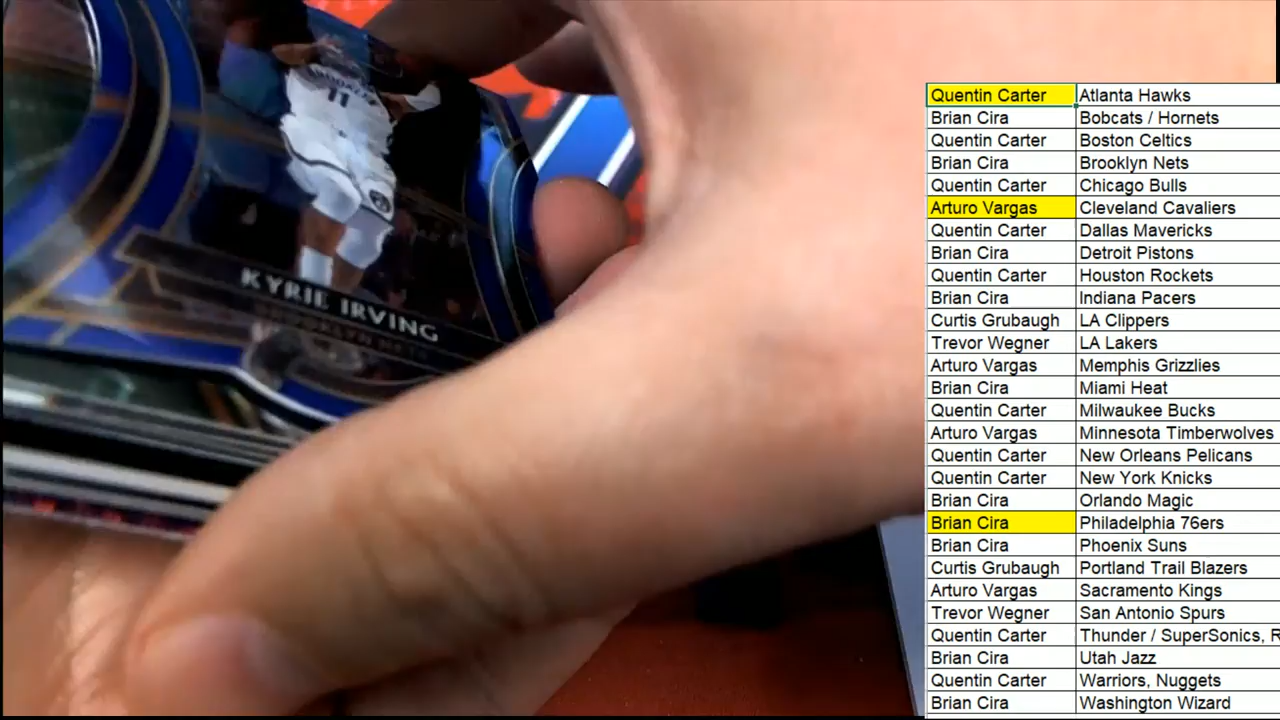 BROOKLYN
11
KYRIE IRVING
BROOKLYN NETS
Quentin Carter Atlanta Hawks
Brian Cira Bobcats / Hornets
Quentin Carter Boston Celtics
Brian Cira Brooklyn Nets
Quentin Carter Chicago Bulls
Arturo Vargas Cleveland Cavaliers
Quentin Carter Dallas Mavericks
Brian Cira Detroit Pistons
Quentin Carter Houston Rockets
Brian Cira Indiana Pacers
Curtis Grubaugh LA Clippers
Trevor Wegner LA Lakers
Arturo Vargas Memphis Grizzlies
Brian Cira Miami Heat
Quentin Carter Milwaukee Bucks
Arturo Vargas Minnesota Timberwolves
Quentin Carter New Orleans Pelicans
Quentin Carter New York Knicks
Brian Cira Orlando Magic
Brian Cira Philadelphia 76ers
Brian Cira Phoenix Suns
Curtis Grubaugh Portland Trail Blazers
Arturo Vargas Sacramento Kings
Trevor Wegner San Antonio Spurs
Quentin Carter Thunder / SuperSonics, R
Brian Cira Utah Jazz
Quentin Carter Warriors, Nuggets
Brian Cira Washington Wizard